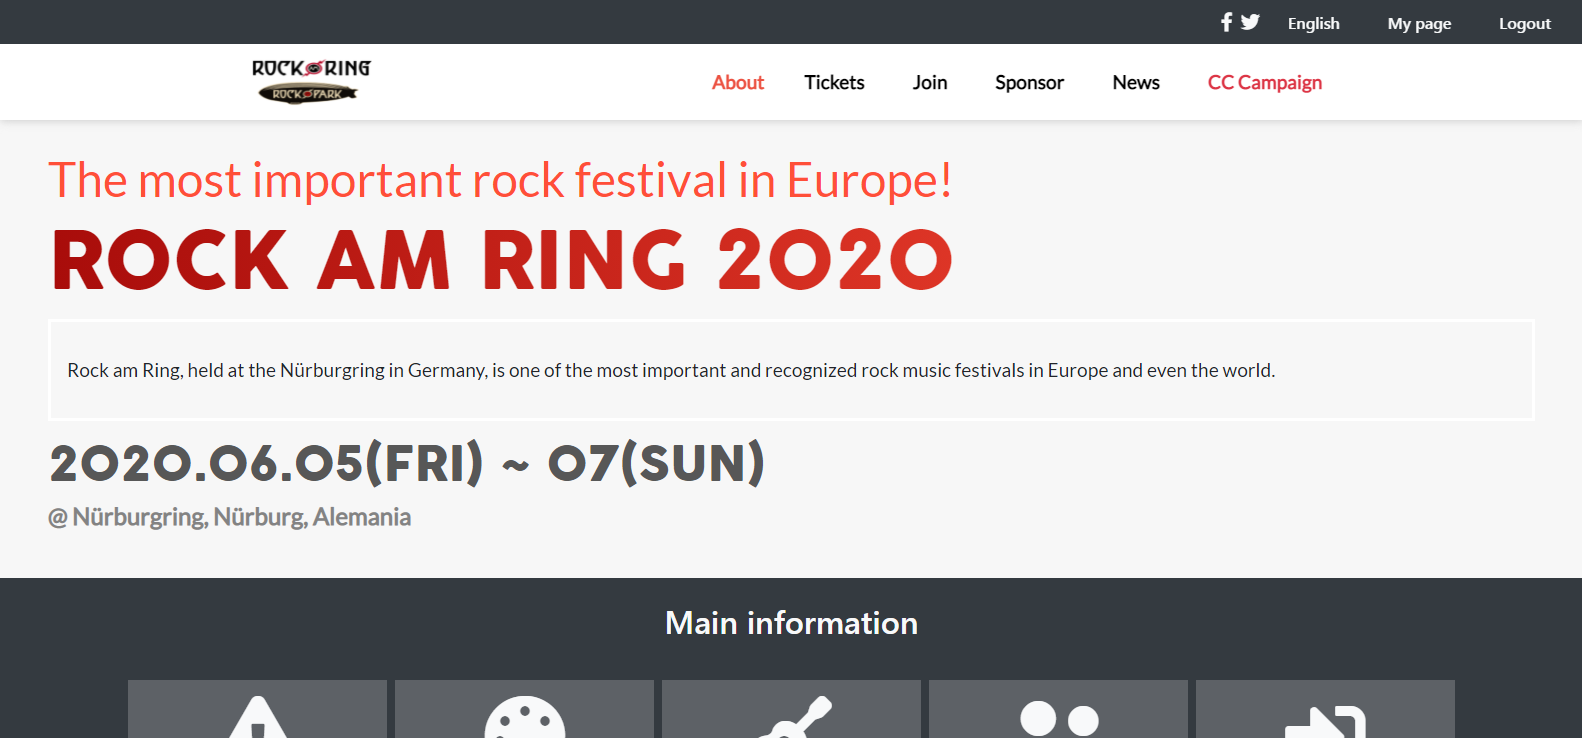 English My page Logout
ROCK RING
ROCK PARK
About Tickets Join Sponsor News CC Campaign
The most important rock festival in Europe!
ROCK AM RING 2020
Rock am Ring, held at the Nürburgring in Germany, is one of the most important and recognized rock music festivals in Europe and even the world.
2020.06.05(FRI) ~ 07(SUN)
@ Nürburgring, Nürburg, Alemania
Main information